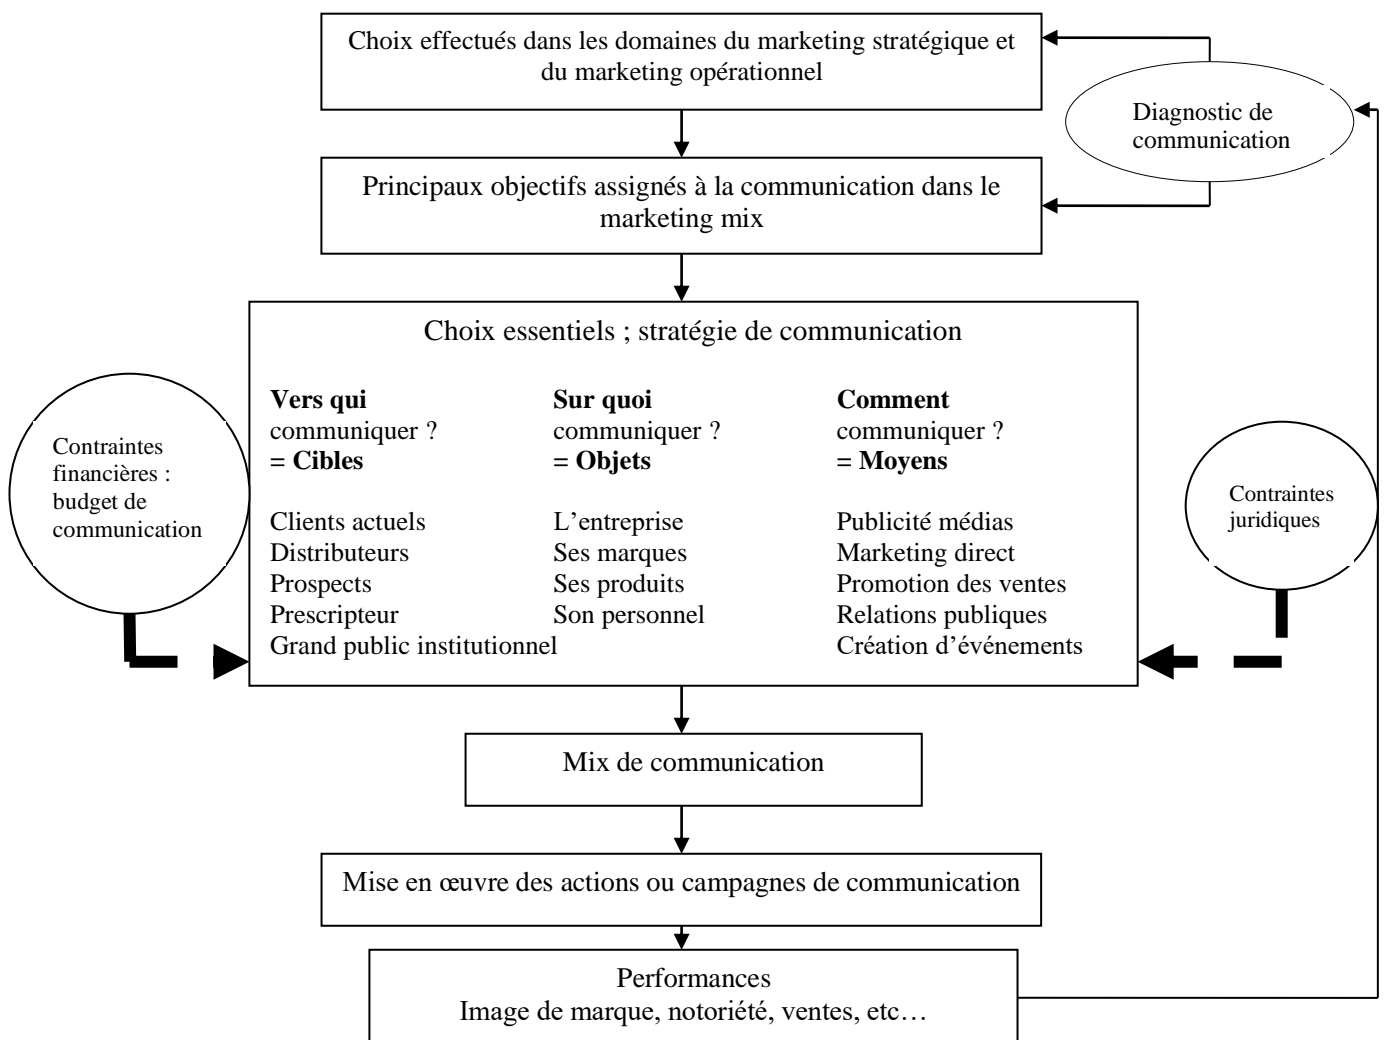 Choix effectués dans les domaines du marketing stratégique et
du marketing opérationnel
Diagnostic de
communication
Principaux objectifs assignés à la communication dans le
marketing mix
Choix essentiels ; stratégie de communication
Contraintes
financières :
budget de
communication
Vers qui
communiquer ?
= Cibles
Clients actuels
Distributeurs
Prospects
Prescripteur
Grand public institutionnel
Sur quoi
communiquer ?
= Objets
L’entreprise
Ses marques
Ses produits
Son personnel
Comment
communiquer ?
= Moyens
Publicité médias
Marketing direct
Promotion des ventes
Relations publiques
Création d’événements
Contraintes
juridiques
Mix de communication
Mise en œuvre des actions ou campagnes de communication
Performances
Image de marque, notoriété, ventes, etc…